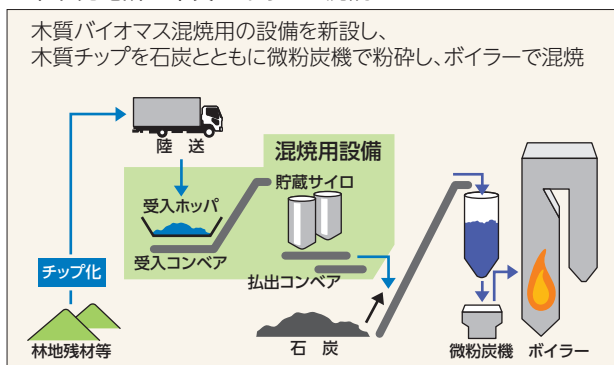 木質バイオマス混焼用の設備を新設し、
木質チップを石炭とともに微粉炭機で粉砕し、ボイラーで混焼
陸 送
混焼用設備
貯蔵サイロ
受入ホッパ
受入コンベア
チップ化
払出コンベア
林地残材等
石 炭
微粉炭機
ボイラー